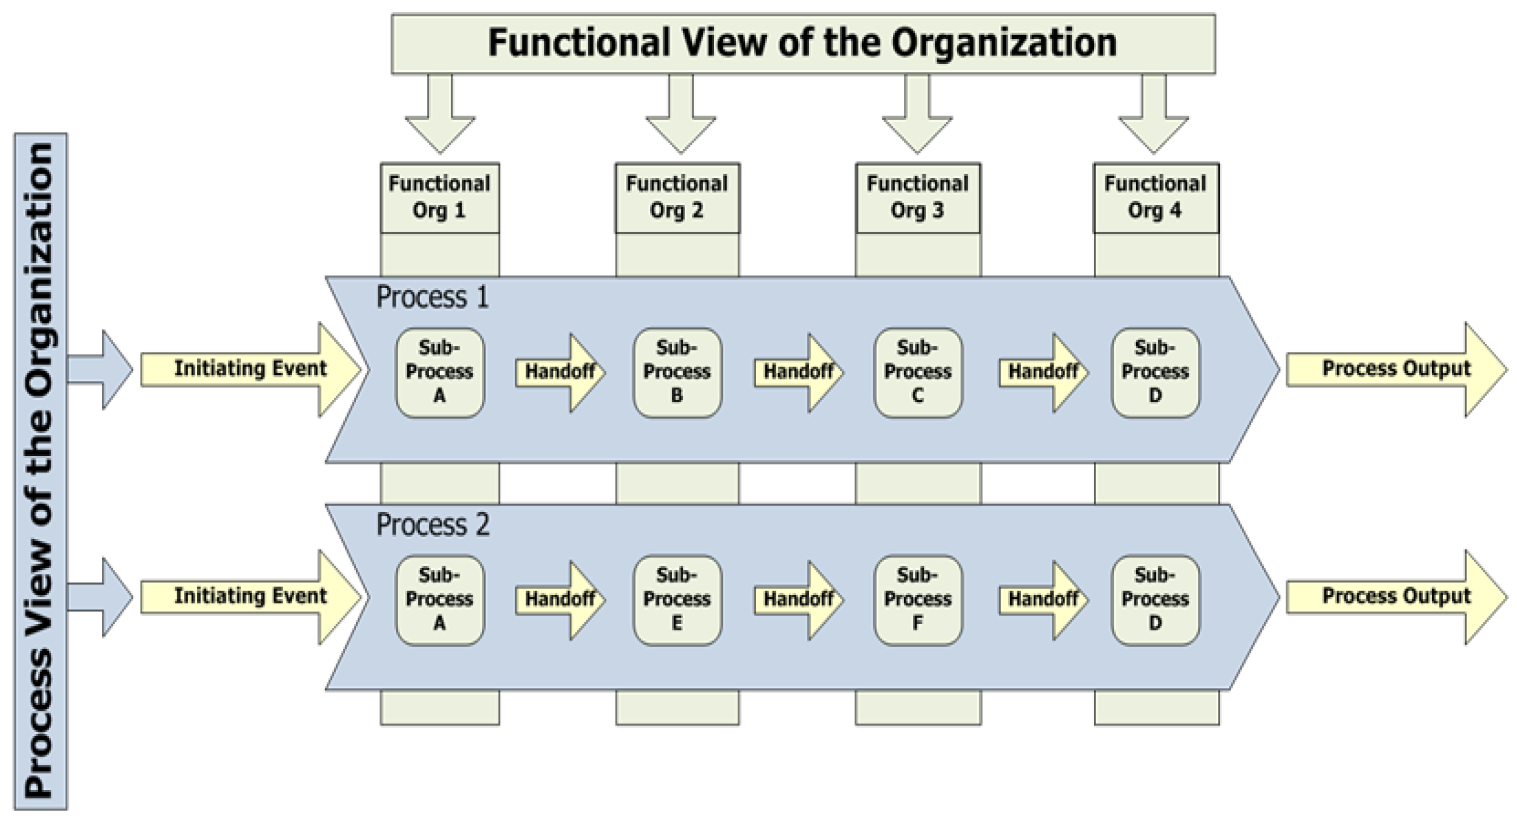 Functional View of the Organization
Process View of the Organization
Functional
Org 1
Functional
Org 2
Functional
Org 3
Functional
Org 4
Process 1
Initiating Event
Sub-
Process
A
Handoff
Sub-
Process
B
Handoff
Sub-
Process
C
Handoff
Sub-
Process
D
Process Output
Process 2
Initiating Event
Sub-
Process
A
Handoff
Sub-
Process
E
Handoff
Sub-
Process
F
Handoff
Sub-
Process
D
Process Output